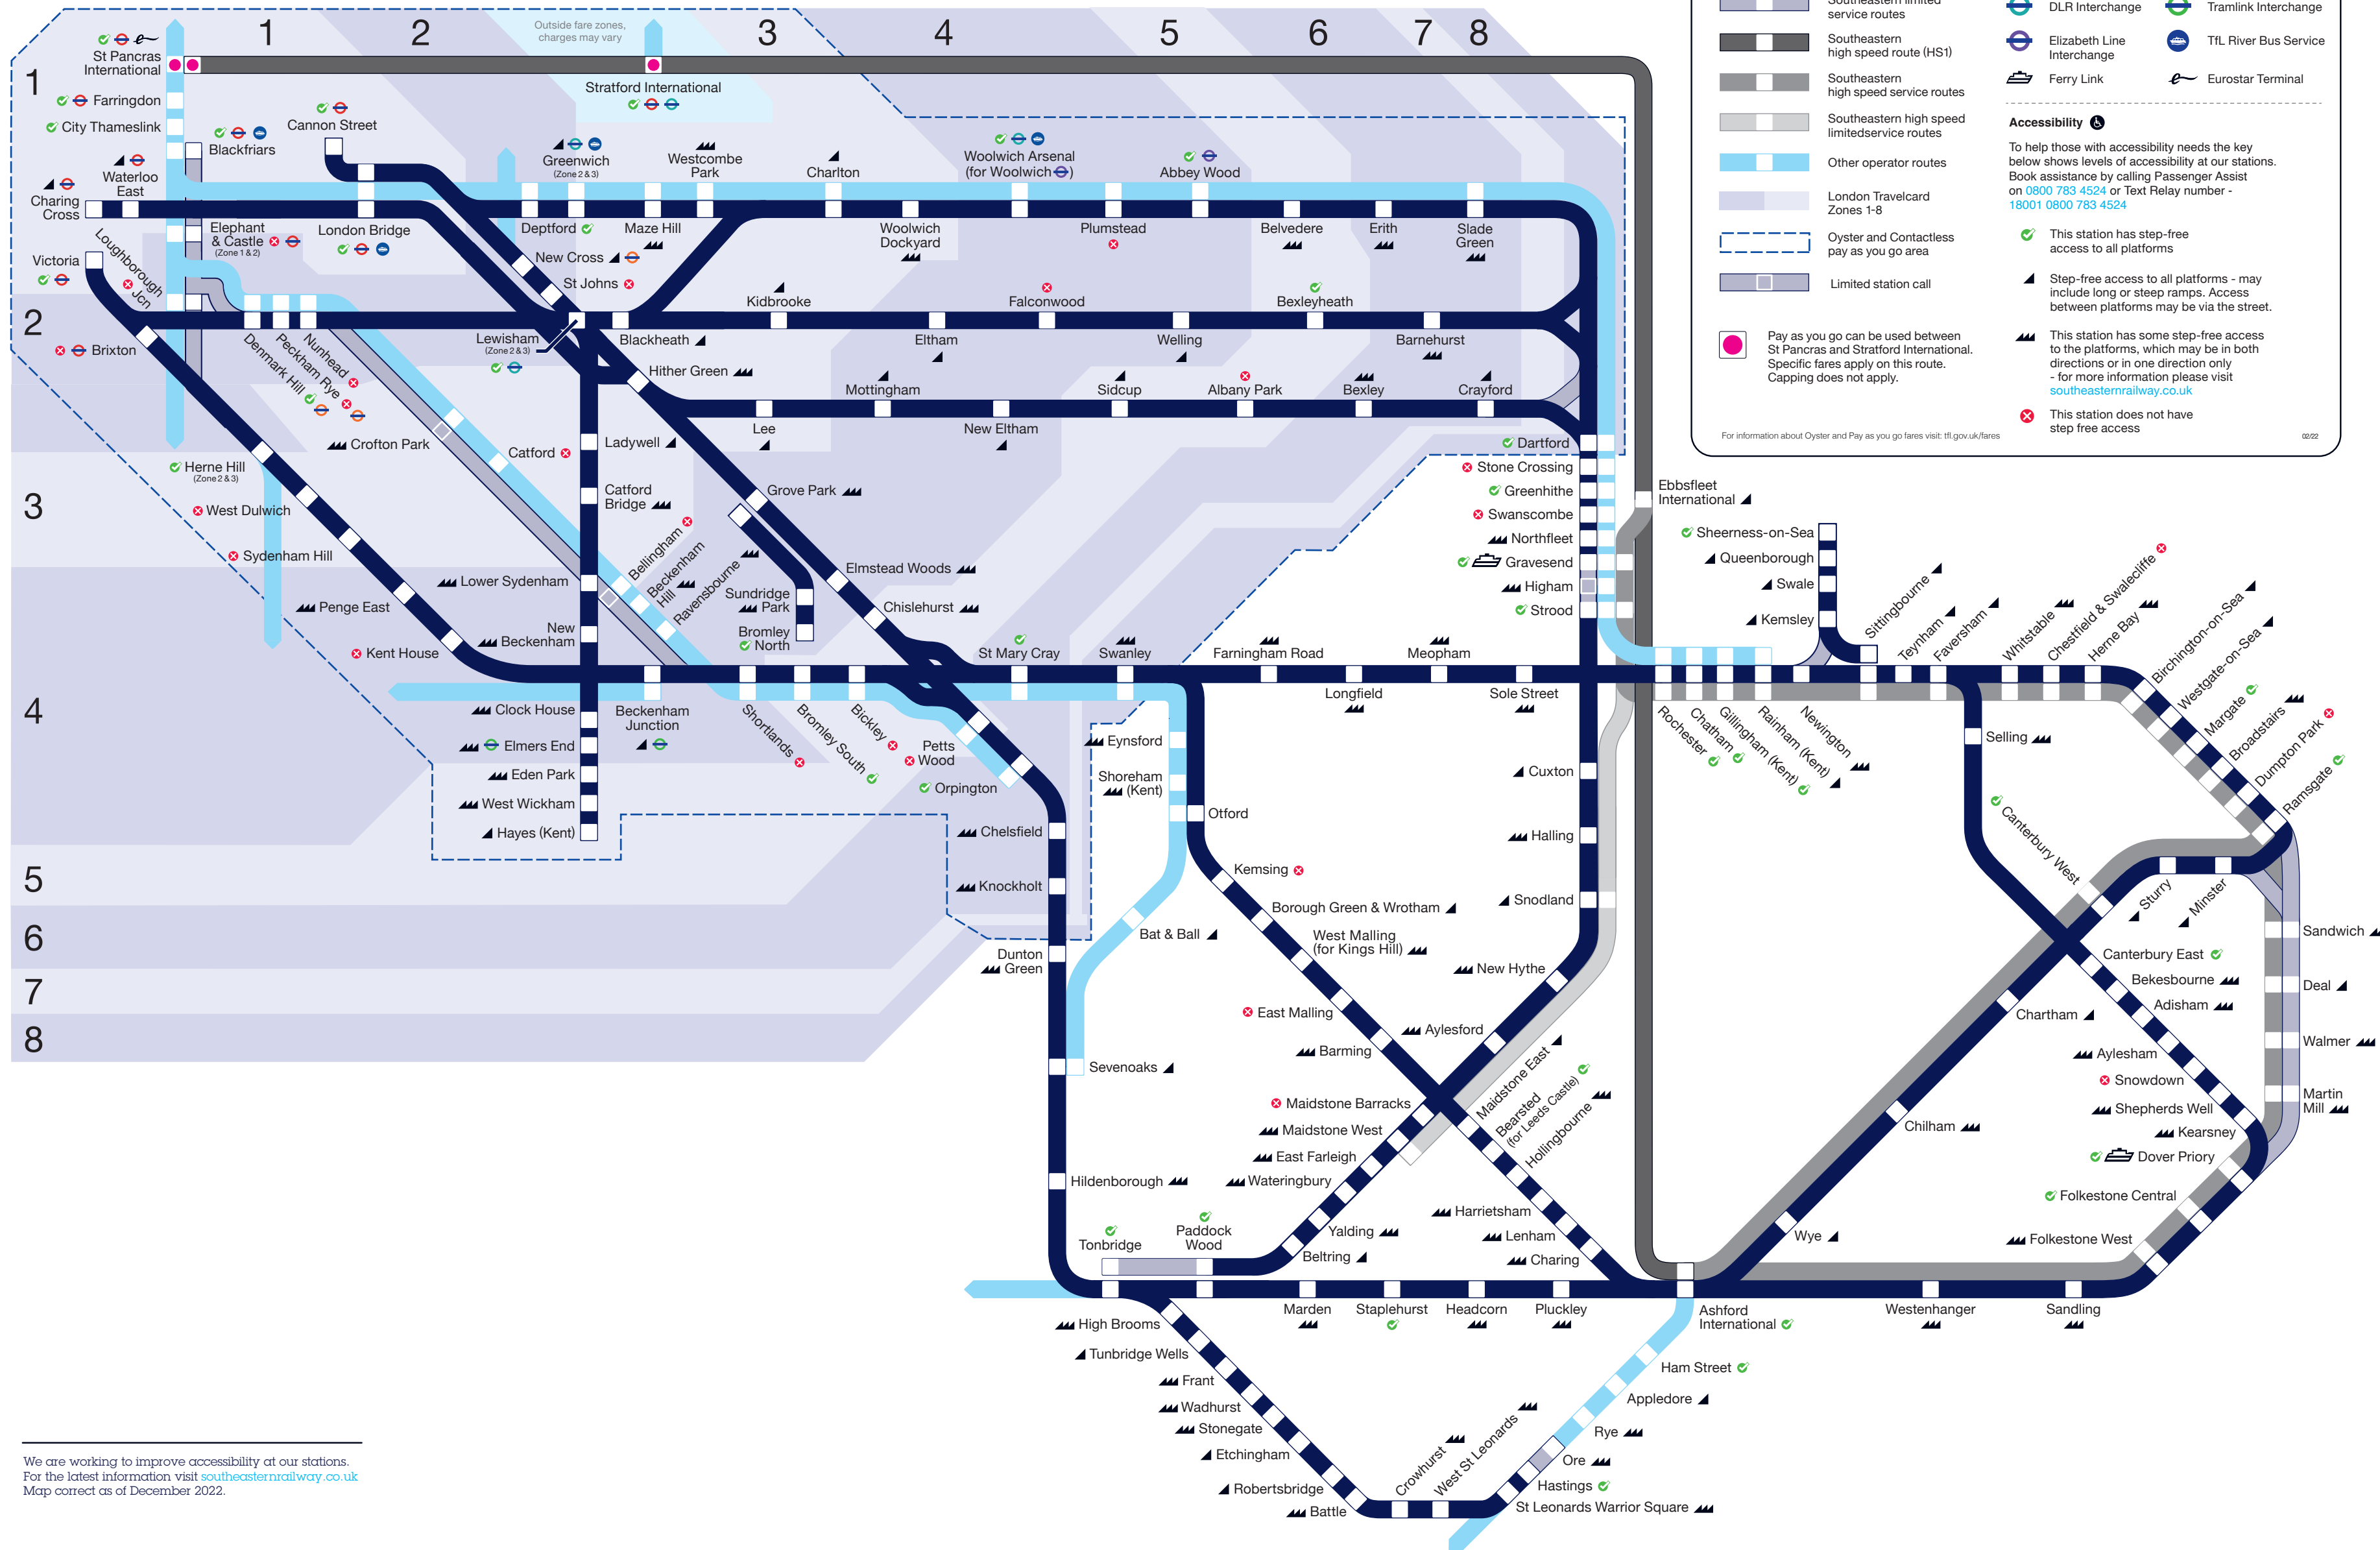 1
2
3
4
5
6
7
8
1
2
3
4
5
6
7
8
Outside fare zones,
charges may vary
St Pancras
International
Farringdon
City Thameslink
Blackfriars
Cannon Street
Waterloo
East
Charing
Cross
Elephant
& Castle
(Zone 1 & 2)
London Bridge
Victoria
Loughborough
Jcn
Brixton
Denmark Hill
Peckham Rye
Nunhead
Crofton Park
Stratford International
Greenwich
(Zone 2 & 3)
Westcombe
Park
Charlton
Woolwich Arsenal
(for Woolwich
)
Abbey Wood
Deptford
Maze Hill
Woolwich
Dockyard
Plumstead
Belvedere
Erith
Slade
Green
New Cross
St Johns
Lewisham
(Zone 2 & 3)
Blackheath
Kidbrooke
Eltham
Falconwood
Welling
Bexleyheath
Barnehurst
Hither Green
Lee
Mottingham
New Eltham
Sidcup
Albany Park
Bexley
Crayford
Herne Hill
(Zone 2 & 3)
West Dulwich
Sydenham Hill
Penge East
Kent House
Catford
Ladywell
Catford
Bridge
Lower Sydenham
New
Beckenham
Clock House
Elmers End
Eden Park
West Wickham
Hayes (Kent)
Bellingham
Beckenham
Hill
Ravensbourne
Beckenham
Junction
Shortlands
Bromley South
Bickley
Petts
Wood
Orpington
Grove Park
Sundridge
Park
Bromley
North
Elmstead Woods
Chislehurst
St Mary Cray
Swanley
Farningham Road
Longfield
Meopham
Sole Street
Dartford
Stone Crossing
Greenhithe
Swanscombe
Northfleet
Gravesend
Higham
Strood
Ebbsfleet
International
Sheerness-on-Sea
Queenborough
Swale
Kemsley
Sittingbourne
Teynham
Faversham
Whitstable
Chestfield & Swalecliffe
Herne Bay
Birchington-on-Sea
Westgate-on-Sea
Margate
Broadstairs
Dumpton Park
Ramsgate
Rochester
Chatham
Gillingham (Kent)
Rainham (Kent)
Newington
Selling
Canterbury West
Sturry
Minster
Sandwich
Deal
Walmer
Martin
Mill
Canterbury East
Bekesbourne
Adisham
Aylesham
Snowdown
Shepherds Well
Kearsney
Dover Priory
Folkestone Central
Folkestone West
Chartham
Chilham
Wye
Eynsford
Shoreham
(Kent)
Otford
Bat & Ball
Chelsfield
Knockholt
Dunton
Green
Sevenoaks
Hildenborough
Tonbridge
Paddock
Wood
Kemsing
Borough Green & Wrotham
West Malling
(for Kings Hill)
East Malling
Barming
Cuxton
Halling
Snodland
New Hythe
Aylesford
Maidstone Barracks
Maidstone West
East Farleigh
Wateringbury
Yalding
Beltring
Maidstone East
Bearsted
(for Leeds Castle)
Hollingbourne
Harrietsham
Lenham
Charing
Marden
Staplehurst
Headcorn
Pluckley
Ashford
International
Westenhanger
Sandling
High Brooms
Tunbridge Wells
Frant
Wadhurst
Stonegate
Etchingham
Robertsbridge
Battle
Crowhurst
West St Leonards
St Leonards Warrior Square
Hastings
Ore
Rye
Appledore
Ham Street
Southeastern limited
service routes
Southeastern
high speed route (HS1)
Southeastern
high speed service routes
Southeastern high speed
limitedservice routes
Other operator routes
London Travelcard
Zones 1-8
Oyster and Contactless
pay as you go area
Limited station call
Pay as you go can be used between
St Pancras and Stratford International.
Specific fares apply on this route.
Capping does not apply.
For information about Oyster and Pay as you go fares visit: tfl.gov.uk/fares
DLR Interchange
Tramlink Interchange
Elizabeth Line
Interchange
TfL River Bus Service
Ferry Link
Eurostar Terminal
Accessibility
To help those with accessibility needs the key
below shows levels of accessibility at our stations.
Book assistance by calling Passenger Assist
on 0800 783 4524 or Text Relay number -
18001 0800 783 4524
This station has step-free
access to all platforms
Step-free access to all platforms - may
include long or steep ramps. Access
between platforms may be via the street.
This station has some step-free access
to the platforms, which may be in both
directions or in one direction only
- for more information please visit
southeasternrailway.co.uk
This station does not have
step free access
02/22
We are working to improve accessibility at our stations.
For the latest information visit southeasternrailway.co.uk
Map correct as of December 2022.